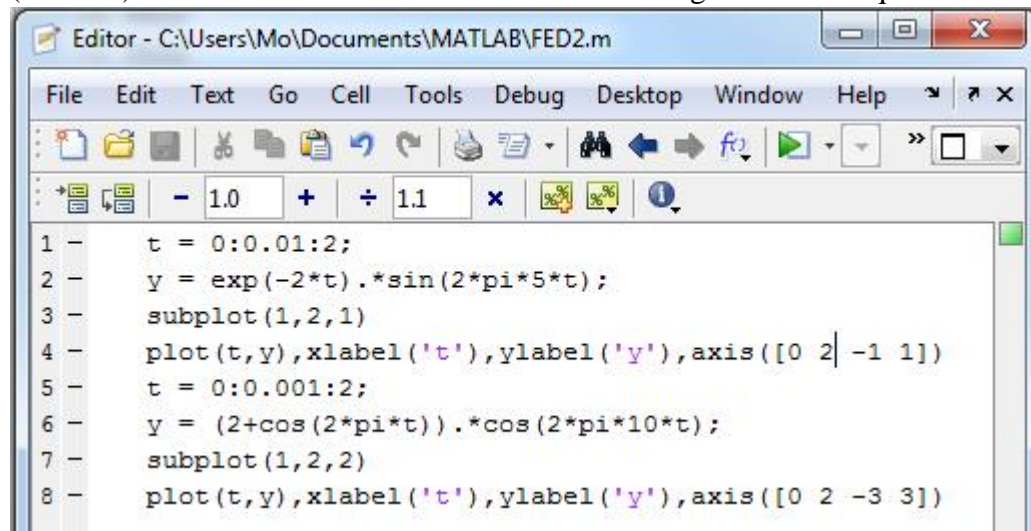 Editor - C:\Users\Mo\Documents\MATLAB\FED2.m
File Edit Text Go Cell Tools Debug Desktop Window Help
1.0 1.1
1 - t = 0:0.01:2;
2 - y = exp(-2*t).*sin(2*pi*5*t);
3 - subplot(1,2,1)
4 - plot(t,y),xlabel('t'),ylabel('y'),axis([0 2 -1 1])
5 - t = 0:0.001:2;
6 - y = (2+cos(2*pi*t)).*cos(2*pi*10*t);
7 - subplot(1,2,2)
8 - plot(t,y),xlabel('t'),ylabel('y'),axis([0 2 -3 3])